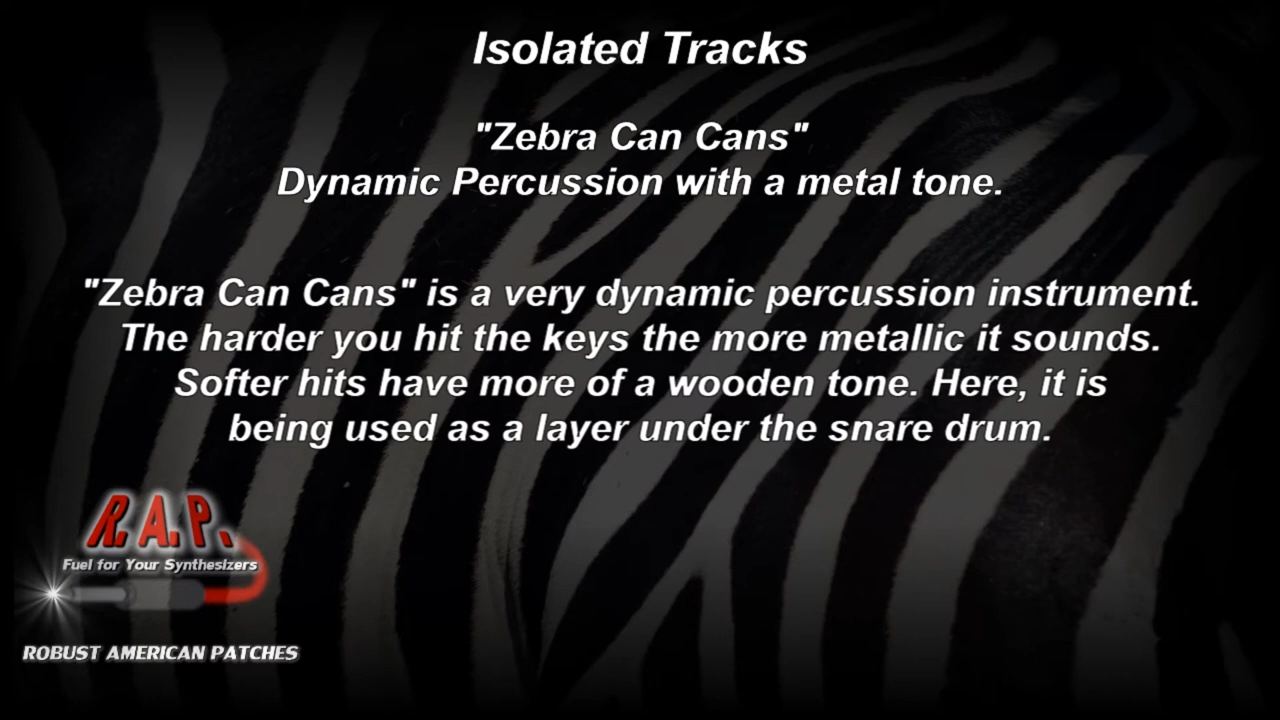 Isolated Tracks
"Zebra Can Cans"
Dynamic Percussion with a metal tone.
"Zebra Can Cans" is a very dynamic percussion instrument.
The harder you hit the keys the more metallic it sounds.
Softer hits have more of a wooden tone. Here, it is
being used as a layer under the snare drum.
R.A.P.
Fuel for Your Synthesizers
ROBUST AMERICAN PATCHES